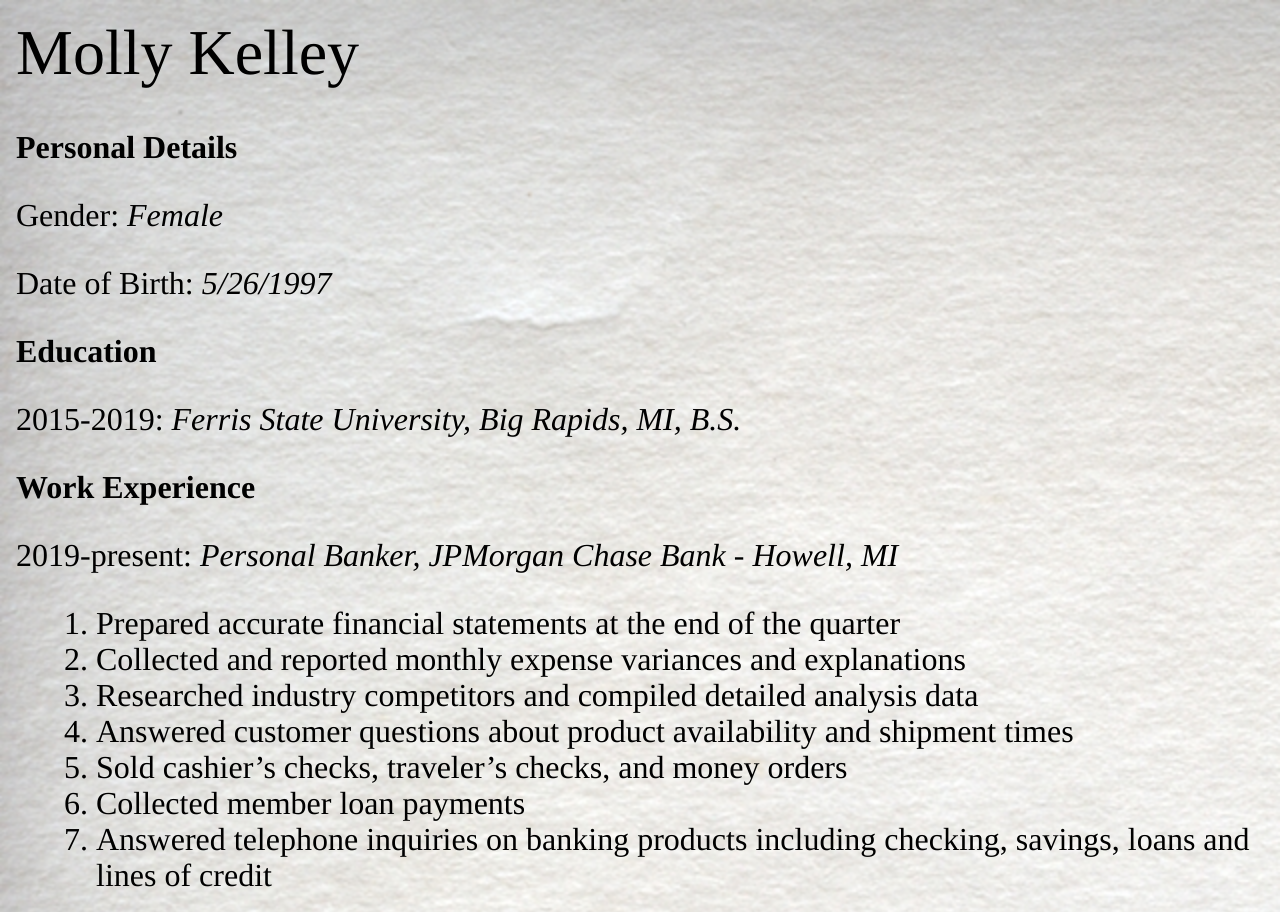 Molly Kelley
Personal Details
Gender: Female
Date of Birth: 5/26/1997
Education
2015-2019: Ferris State University, Big Rapids, MI, B.S.
Work Experience
2019-present: Personal Banker, JPMorgan Chase Bank - Howell, MI
1. Prepared accurate financial statements at the end of the quarter
2. Collected and reported monthly expense variances and explanations
3. Researched industry competitors and compiled detailed analysis data
4. Answered customer questions about product availability and shipment times
5. Sold cashier’s checks, traveler’s checks, and money orders
6. Collected member loan payments
7. Answered telephone inquiries on banking products including checking, savings, loans and
lines of credit